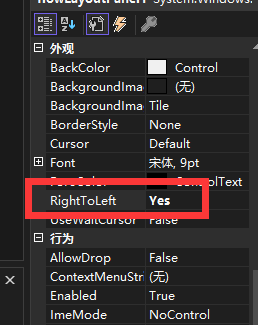 System.Windows.
外观
BackColor Control
BackgroundIma (无)
BackgroundIma Tile
BorderStyle None
Cursor Default
Font 宋体, 9pt
ForeColor ControlText
RightToLeft Yes
UseWaitCursor False
行为
AllowDrop False
ContextMenuStr (无)
Enabled True
ImeMode NoControl